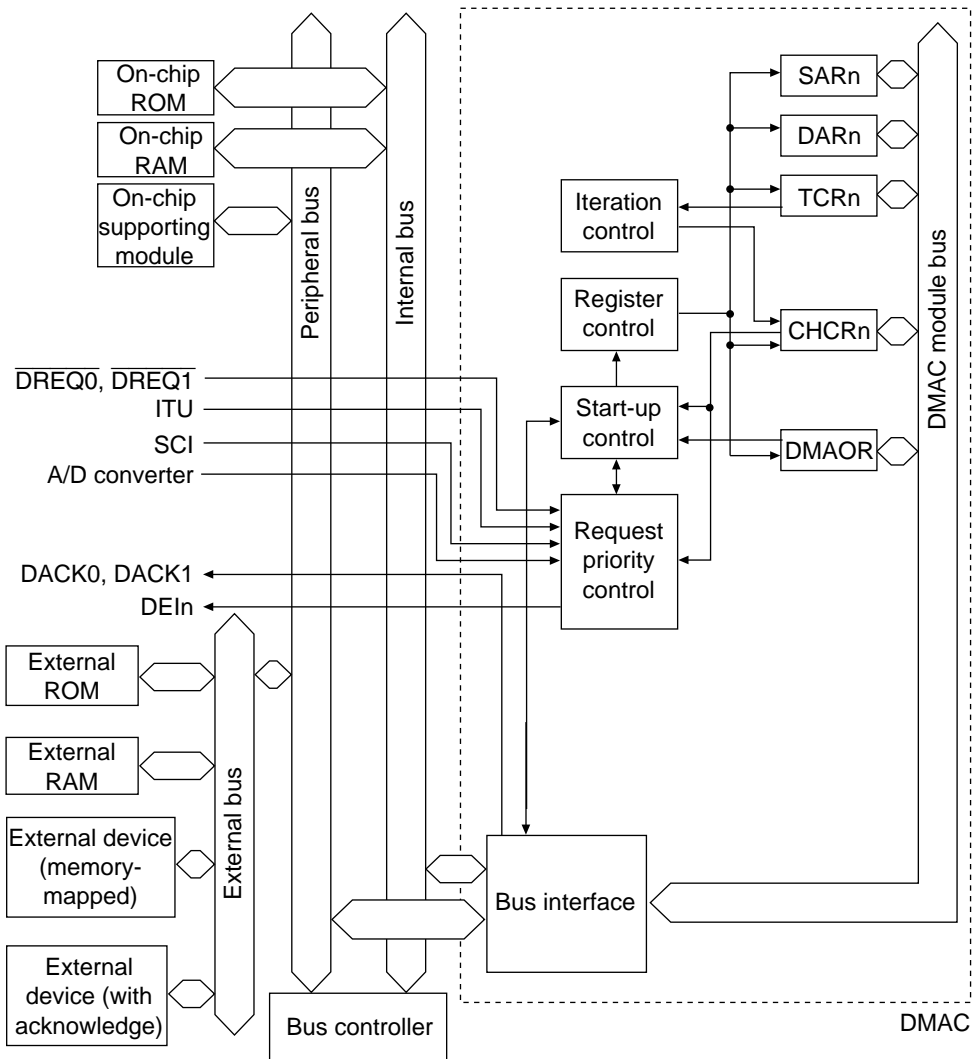 On-chip
ROM
On-chip
RAM
On-chip
supporting
module
Peripheral bus
Internal bus
SARn
DARn
TCRn
Iteration
control
Register
control
CHCRn
DMAC module bus
DREQ0, DREQ1
ITU
SCI
A/D converter
Start-up
control
DMAOR
Request
priority
control
DACK0, DACK1
DEIn
External
ROM
External
RAM
External bus
External device
(memory-
mapped)
External
device (with
acknowledge)
Bus interface
Bus controller
DMAC